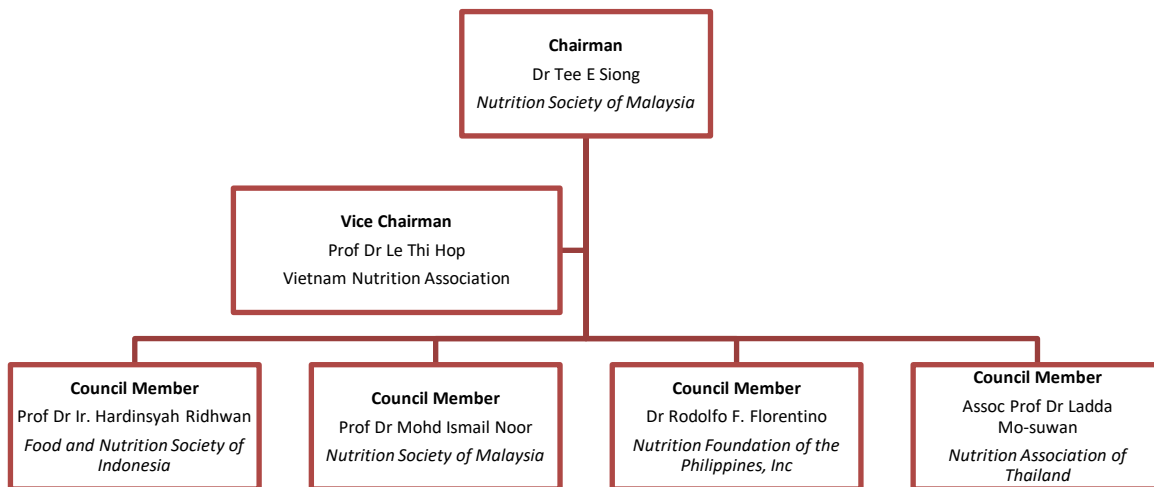 Chairman
Dr Tee E Siong
Nutrition Society of Malaysia
Vice Chairman
Prof Dr Le Thi Hop
Vietnam Nutrition Association
Council Member
Prof Dr Ir. Hardinsyah Ridhwan
Food and Nutrition Society of
Indonesia
Council Member
Prof Dr Mohd Ismail Noor
Nutrition Society of Malaysia
Council Member
Dr Rodolfo F. Florentino
Nutrition Foundation of the
Philippines, Inc
Council Member
Assoc Prof Dr Ladda
Mo-suwan
Nutrition Association of
Thailand